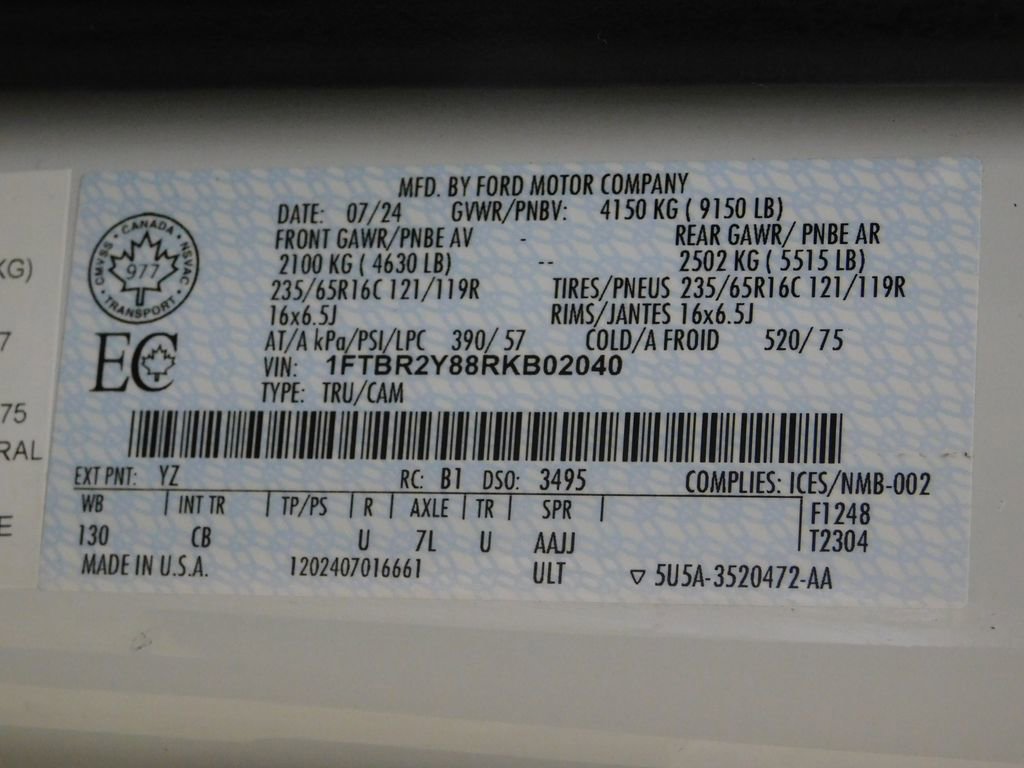 MFD. BY FORD MOTOR COMPANY
DATE: 07/24 GVWR/PNBV: 4150 KG ( 9150 LB)
FRONT GAWR/PNBE AV - REAR GAWR/ PNBE AR
2100 KG ( 4630 LB) -- 2502 KG ( 5515 LB)
235/65R16C 121/119R TIRES/PNEUS 235/65R16C 121/119R
16x6.5J RIMS/JANTES 16x6.5J
AT/A kPa/PSI/LPC 390/ 57 COLD/A FROID 520/ 75
VIN: 1FTBR2Y88RKB02040
TYPE: TRU/CAM
CANADA
CMVSS 977 NSVAC
TRANSPORT
EC
EXT PNT: YZ RC: B1 DSO: 3495 COMPLIES: ICES/NMB-002
WB | INT TR | TP/PS | R | AXLE | TR | SPR | F1248
130 CB U 7L U AAJJ T2304
MADE IN U.S.A. 1202407016661 ULT ▽ 5U5A-3520472-AA
KG)
7
75
RAL
E